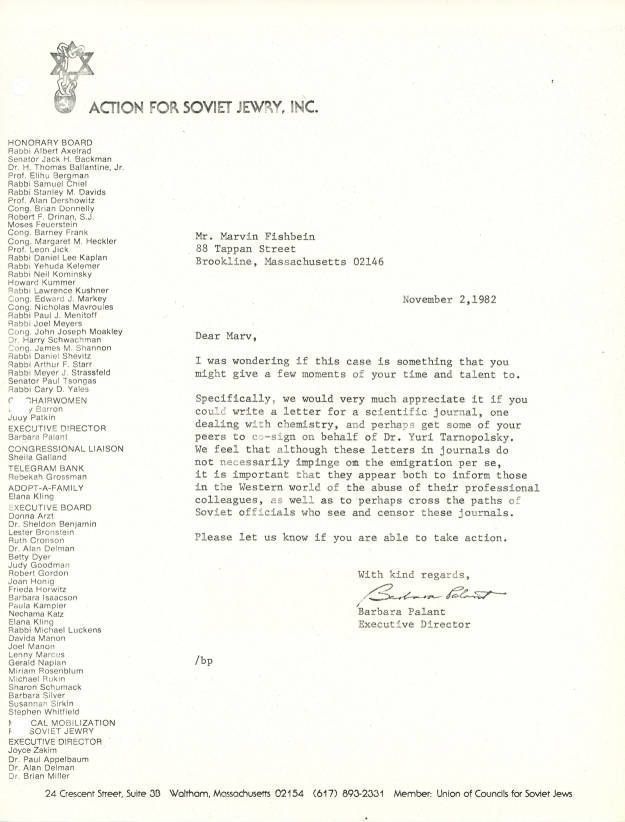 ACTION FOR SOVIET JEWRY, INC.
HONORARY BOARD
Rabbi Albert Axelrad
Senator Jack H. Backman
Dr. H. Thomas Ballantine, Jr.
Prof. Elihu Bergman
Rabbi Samuel Chiel
Rabbi Stanley M. Davids
Prof. Alan Dershowitz
Cong. Brian Donnelly
Robert F. Drinan, S.J.
Moses Feuerstein
Cong. Barney Frank
Cong. Margaret M. Heckler
Prof. Leon Jick
Rabbi Daniel Lee Kaplan
Rabbi Yehuda Kelemer
Rabbi Neil Kominsky
Howard Kummer
Rabbi Lawrence Kushner
Cong. Edward J. Markey
Cong. Nicholas Mavroules
Rabbi Paul J. Menitoff
Rabbi Joel Meyers
Cong. John Joseph Moakley
Dr. Harry Schwachman
Cong. James M. Shannon
Rabbi Daniel Shevitz
Rabbi Arthur F. Starr
Rabbi Meyer J. Strassfeld
Senator Paul Tsongas
Rabbi Cary D. Yales
C HAIRWOMEN
y Barron
Judy Patkin
EXECUTIVE DIRECTOR
Barbara Palant
CONGRESSIONAL LIAISON
Sheila Galland
TELEGRAM BANK
Rebekah Grossman
ADOPT-A-FAMILY
Elana Kling
EXECUTIVE BOARD
Donna Arzt
Dr. Sheldon Benjamin
Lester Bronstein
Ruth Cronson
Dr. Alan Delman
Betty Dyer
Judy Goodman
Robert Gordon
Joan Honig
Frieda Horwitz
Barbara Isaacson
Paula Kampler
Nechama Katz
Elana Kling
Rabbi Michael Luckens
Davida Manon
Joel Manon
Lenny Marcus
Gerald Napian
Miriam Rosenblum
Michael Rukin
Sharon Schumack
Barbara Silver
Susannah Sirkin
Stephen Whitfield
CAL MOBILIZATION
SOVIET JEWRY
EXECUTIVE DIRECTOR
Joyce Zakim
Dr. Paul Appelbaum
Dr. Alan Delman
Dr. Brian Miller
Mr. Marvin Fishbein
88 Tappan Street
Brookline, Massachusetts 02146
November 2,1982
Dear Marv,
I was wondering if this case is something that you
might give a few moments of your time and talent to.
Specifically, we would very much appreciate it if you
could write a letter for a scientific journal, one
dealing with chemistry, and perhaps get some of your
peers to co-sign on behalf of Dr. Yuri Tarnopolsky.
We feel that although these letters in journals do
not necessarily impinge om the emigration per se,
it is important that they appear both to inform those
in the Western world of the abuse of their professional
colleagues, as well as to perhaps cross the paths of
Soviet officials who see and censor these journals.
Please let us know if you are able to take action.
With kind regards,
Barbara Palant
Barbara Palant
Executive Director
/bp
24 Crescent Street, Suite 3B Waltham, Massachusetts 02154 (617) 893-2331 Member: Union of Councils for Soviet Jews